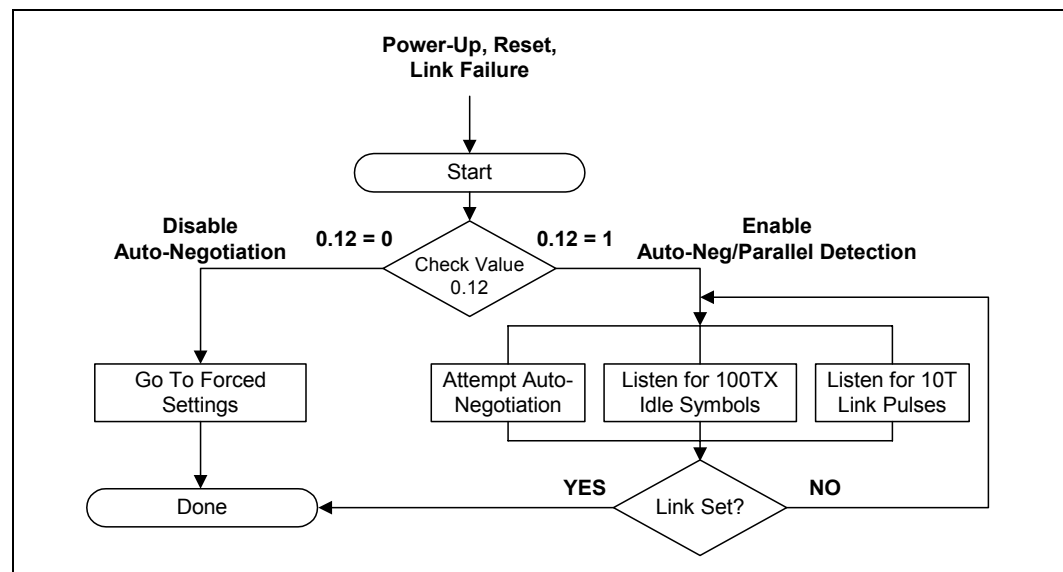 Power-Up, Reset,
Link Failure
Start
Disable
Auto-Negotiation
0.12 = 0
0.12 = 1
Enable
Auto-Neg/Parallel Detection
Check Value
0.12
Go To Forced
Settings
Attempt Auto-
Negotiation
Listen for 100TX
Idle Symbols
Listen for 10T
Link Pulses
Done
YES
Link Set?
NO